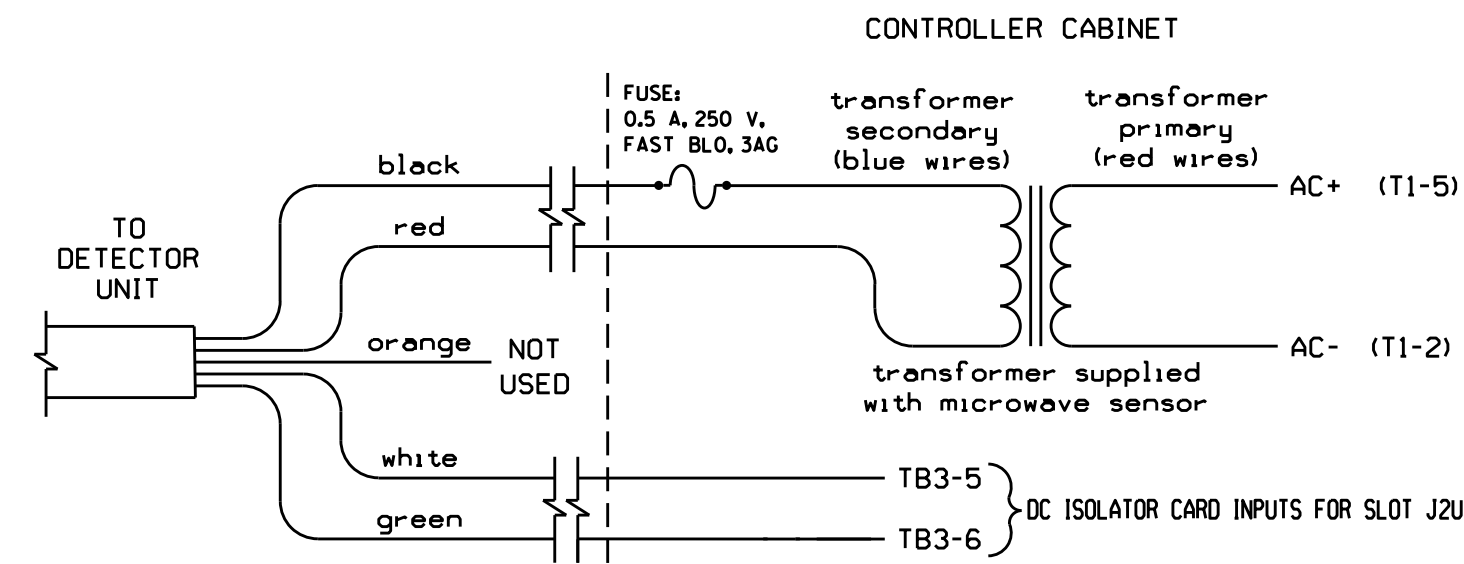 CONTROLLER CABINET
FUSE:
0.5 A, 250 V,
FAST BLO, 3AG
transformer
secondary
(blue wires)
transformer
primary
(red wires)
black
AC+ (T1-5)
red
TO
DETECTOR
UNIT
orange
NOT
USED
AC- (T1-2)
transformer supplied
with microwave sensor
white
TB3-5
green
TB3-6
DC ISOLATOR CARD INPUTS FOR SLOT J2U